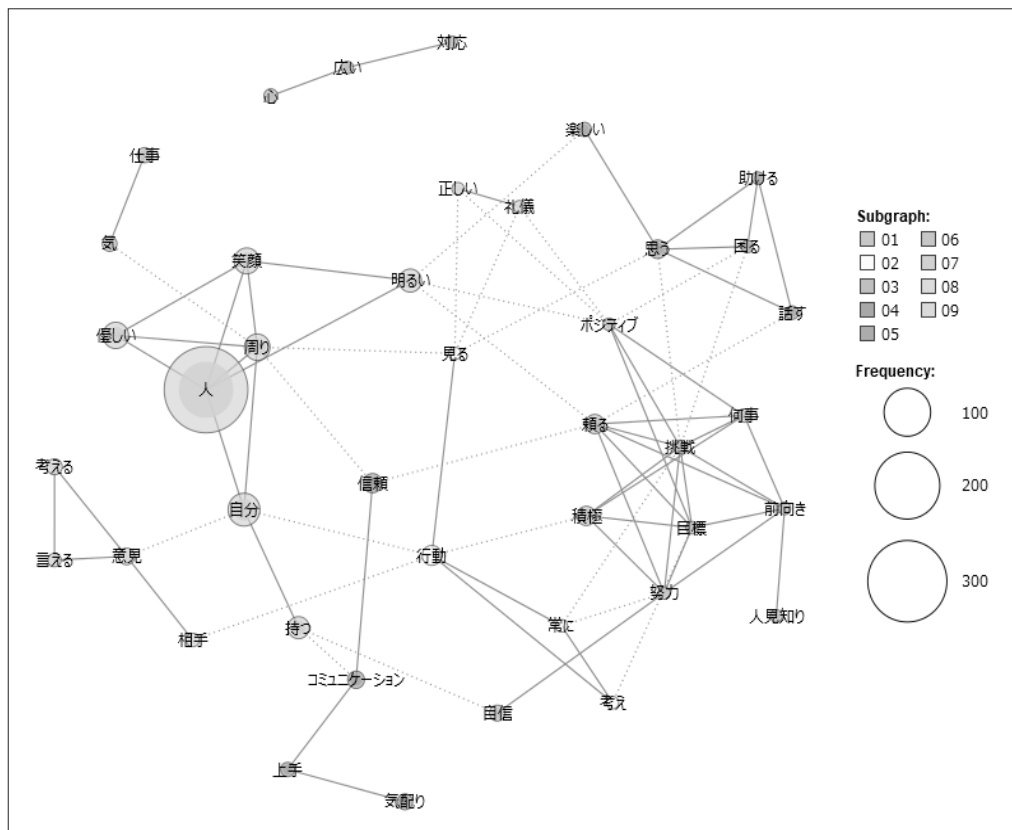 対応
広い
心
楽しい
仕事
助ける
正しい
礼儀
気
笑顔
明るい
思う
困る
優しい
周り
見る
ポジティブ
話す
人
頼る
何事
挑戦
考える
信頼
自分
積極
目標
前向き
言える
意見
行動
努力
人見知り
相手
持つ
常に
コミュニケーション
自信
考え
上手
気配り
Subgraph:
01 06
02 07
03 08
04 09
05
Frequency:
100
200
300